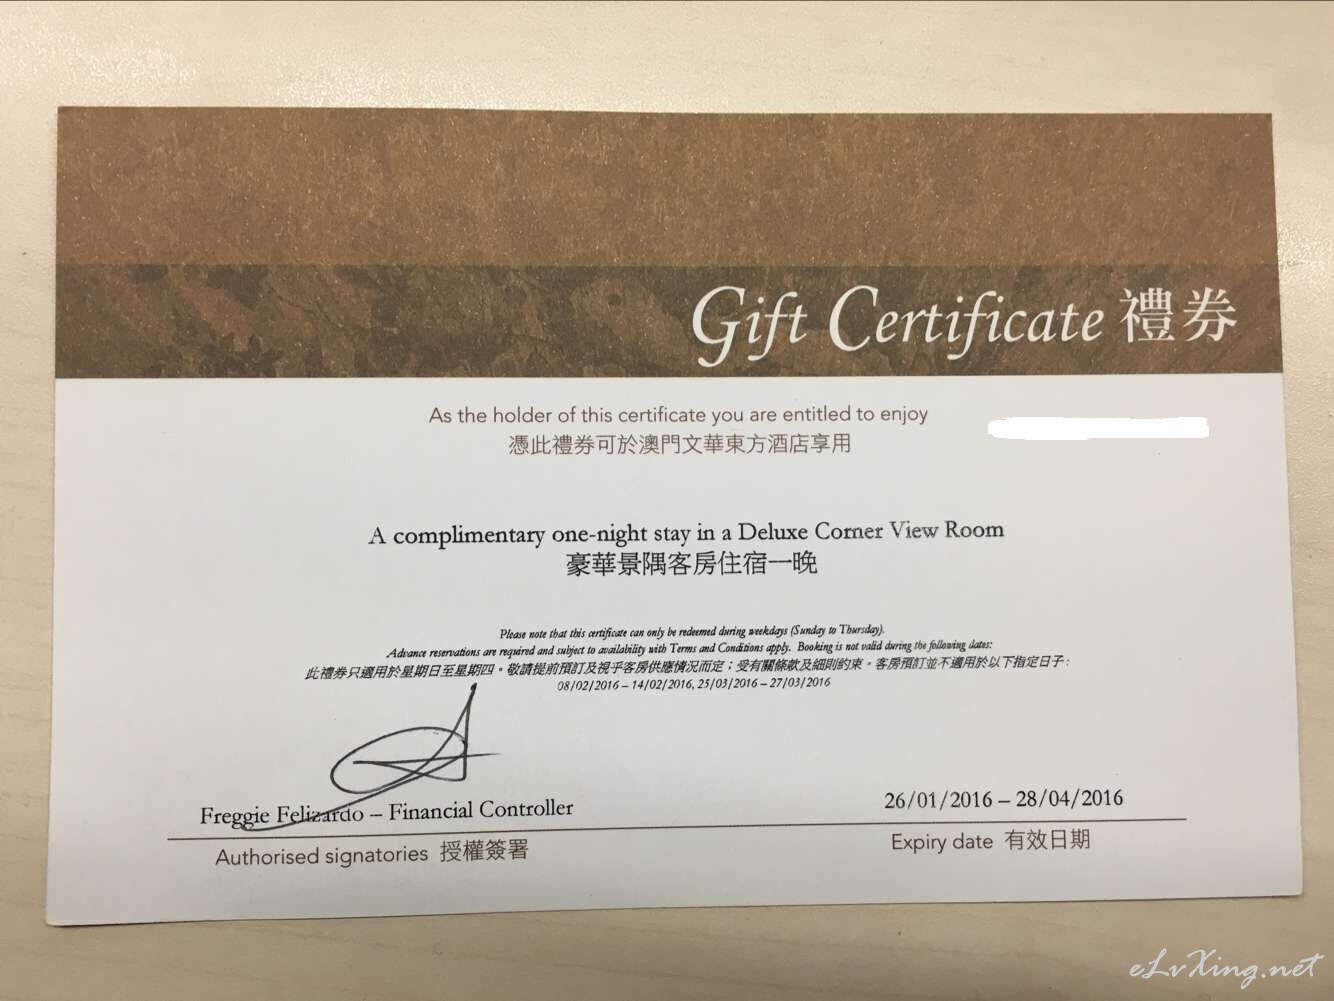 Gift Certificate 禮券
As the holder of this certificate you are entitled to enjoy
憑此禮券可於澳門文華東方酒店享用
A complimentary one-night stay in a Deluxe Corner View Room
豪華景隅客房住宿一晚
Please note that this certificate can only be redeemed during weekdays (Sunday to Thursday).
Advance reservations are required and subject to availability with Terms and Conditions apply. Booking is not valid during the following dates:
此禮券只適用於星期日至星期四。敬請提前預訂及視乎客房供應情況而定；受有關條款及細則約束。客房預訂並不適用於以下指定日子：
08/02/2016 – 14/02/2016, 25/03/2016 – 27/03/2016
Freggie Felizardo – Financial Controller
26/01/2016 – 28/04/2016
Authorised signatories 授權簽署
Expiry date 有效日期
eLvXing.net